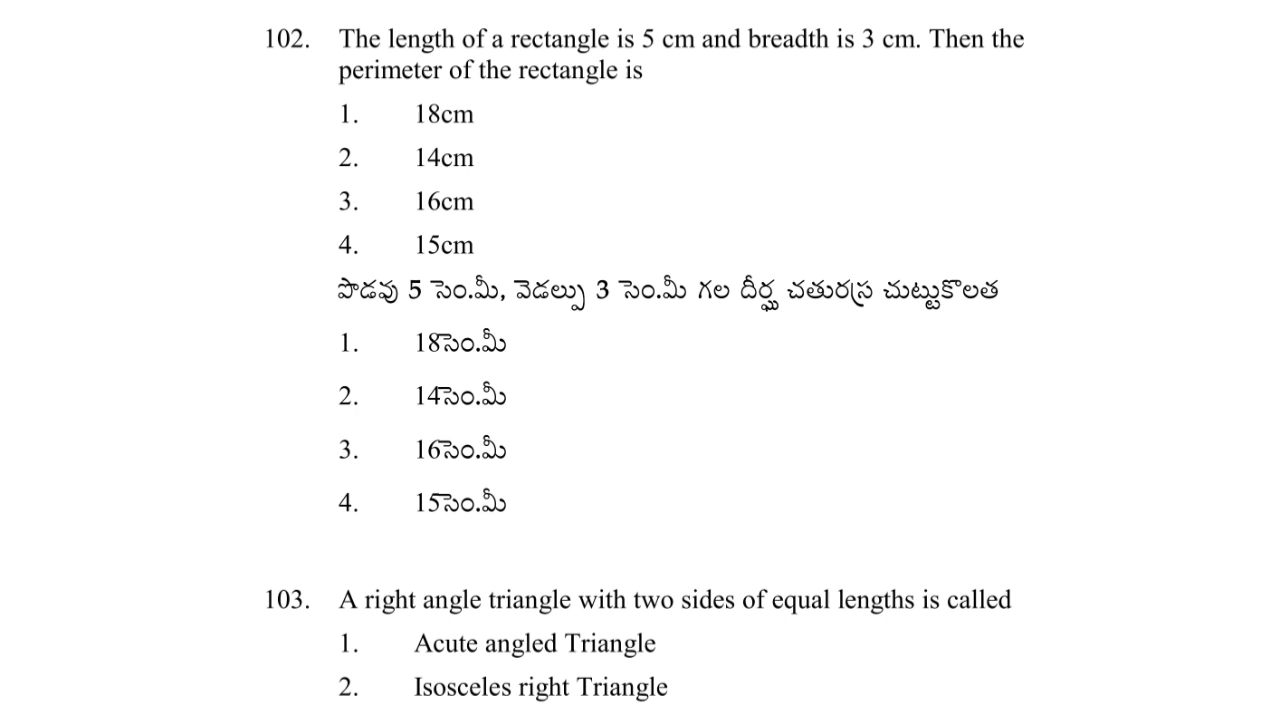 102. The length of a rectangle is 5 cm and breadth is 3 cm. Then the
perimeter of the rectangle is
1. 18cm
2. 14cm
3. 16cm
4. 15cm
పొడవు 5 సెం.మీ, వెడల్పు 3 సెం.మీ గల దీర్ఘ చతురస్ర చుట్టుకొలత
1. 18సెం.మీ
2. 14సెం.మీ
3. 16సెం.మీ
4. 15సెం.మీ
103. A right angle triangle with two sides of equal lengths is called
1. Acute angled Triangle
2. Isosceles right Triangle